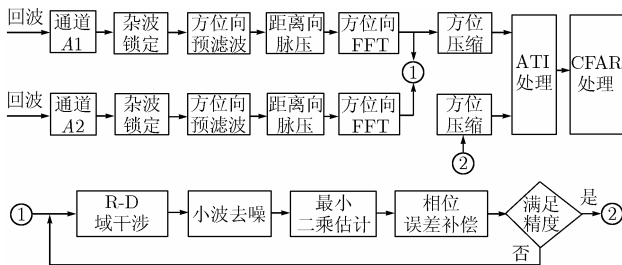 回波
通道
A1
杂波
锁定
方位向
预滤波
距离向
脉压
方位向
FFT
①
方位
压缩
ATI
处理
CFAR
处理
回波
通道
A2
杂波
锁定
方位向
预滤波
距离向
脉压
方位向
FFT
方位
压缩
②
①
R-D
域干涉
小波去噪
最小
二乘估计
相位
误差补偿
满足
精度
是
②
否